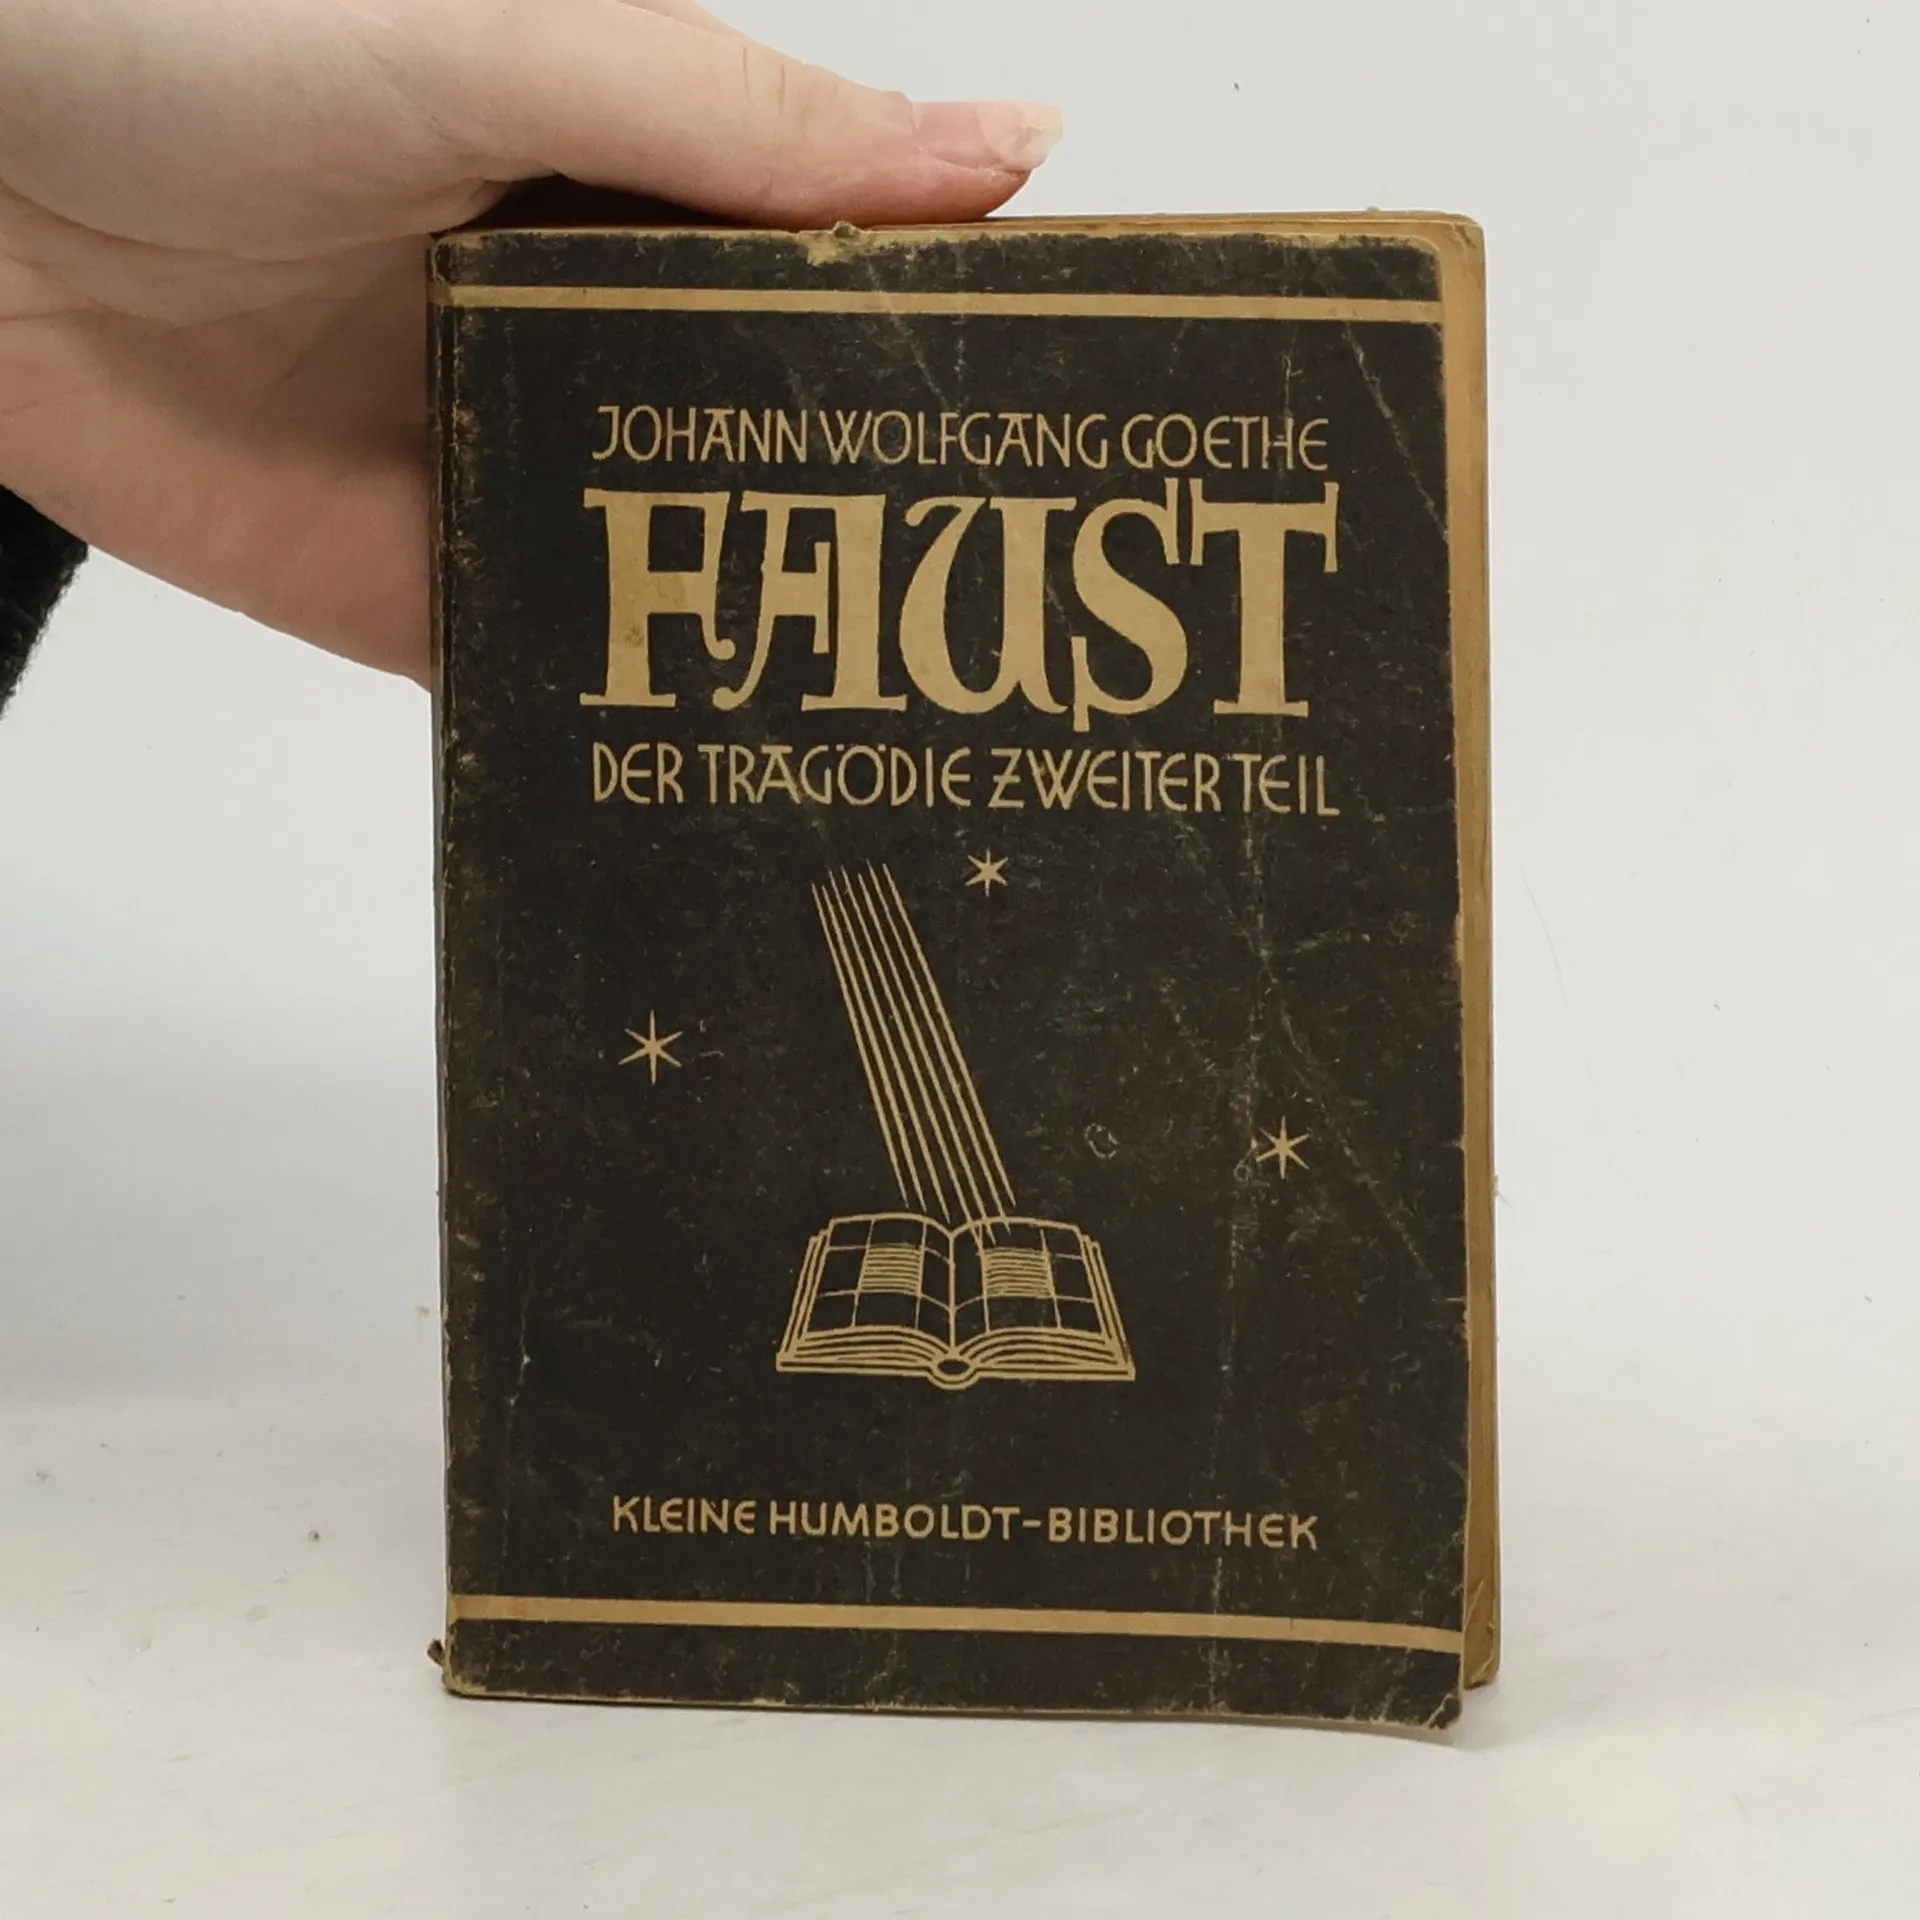 JOHANN WOLFGANG GOETHE
FAUST
DER TRAGÖDIE ZWEITER TEIL
KLEINE HUMBOLDT-BIBLIOTHEK